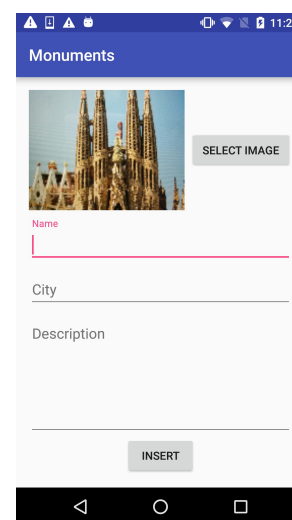 11:2
Monuments
SELECT IMAGE
Name
City
Description
INSERT